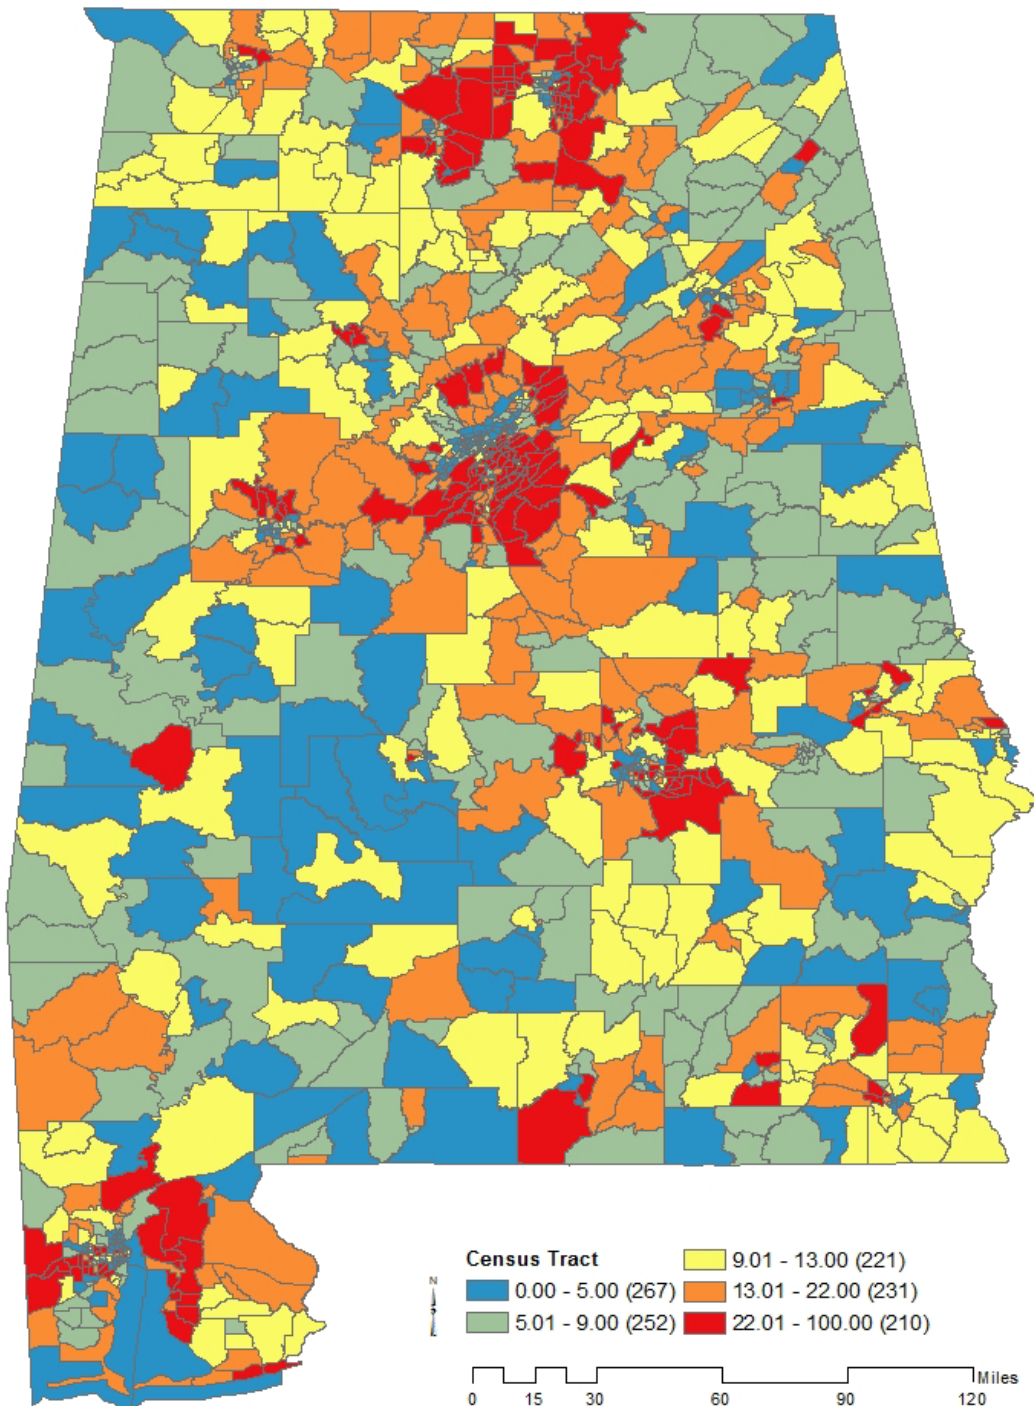 Census Tract
0.00 - 5.00 (267)
5.01 - 9.00 (252)
9.01 - 13.00 (221)
13.01 - 22.00 (231)
22.01 - 100.00 (210)
N
Miles
0 15 30 60 90 120